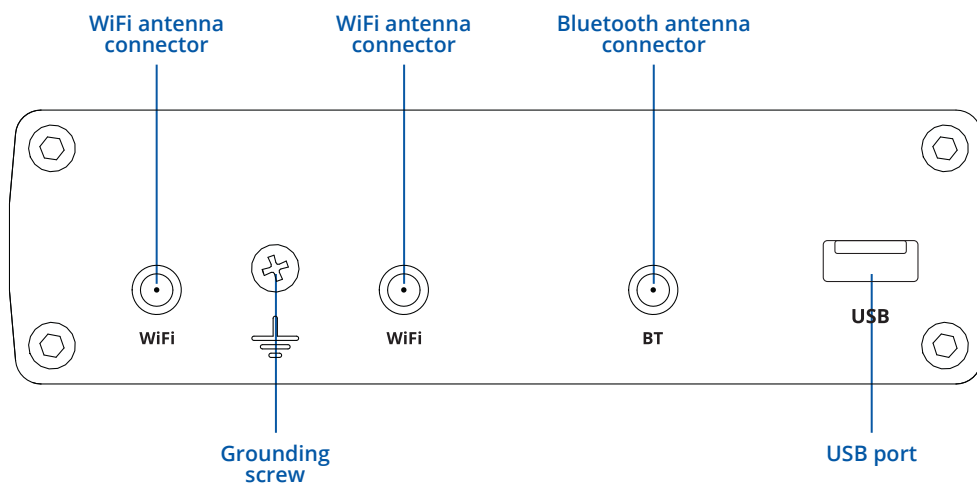 WiFi antenna
connector
WiFi antenna
connector
Bluetooth antenna
connector
WiFi
WiFi
BT
USB
Grounding
screw
USB port